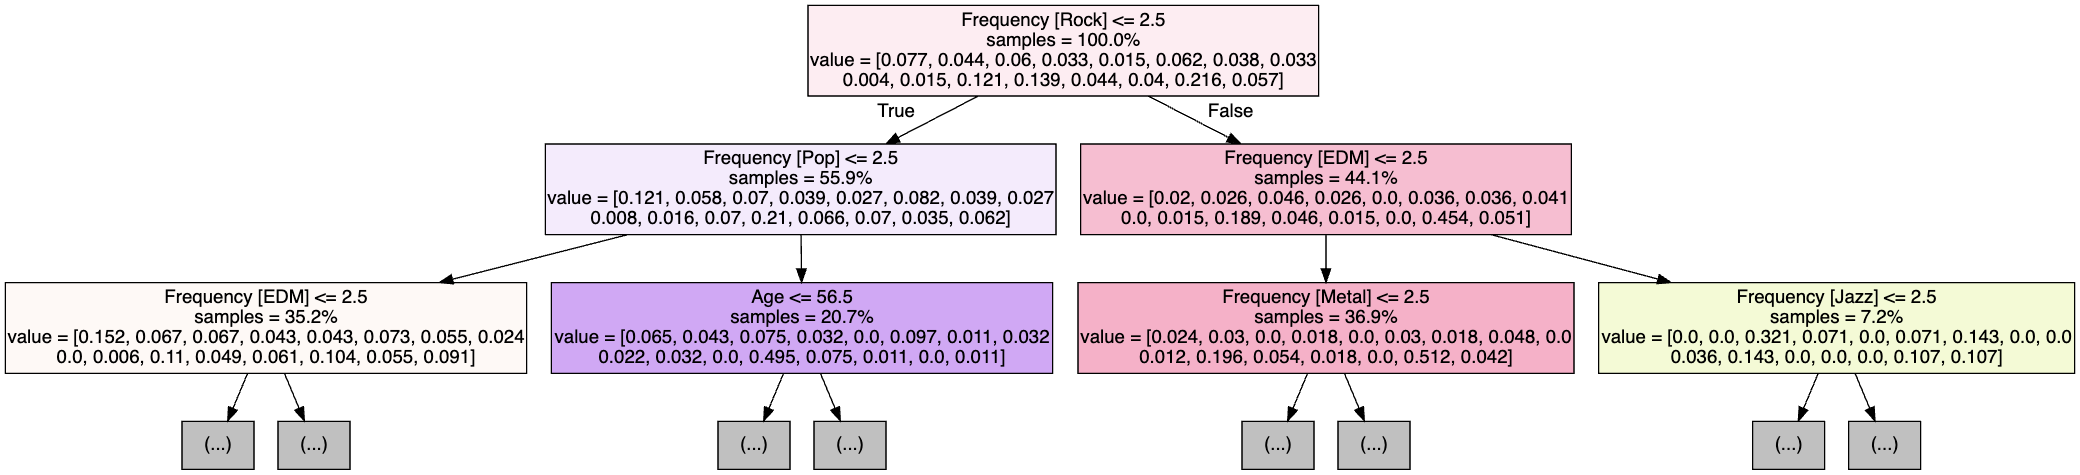 Frequency [Rock] <= 2.5
samples = 100.0%
value = [0.077, 0.044, 0.06, 0.033, 0.015, 0.062, 0.038, 0.033
0.004, 0.015, 0.121, 0.139, 0.044, 0.04, 0.216, 0.057]
True
False
Frequency [Pop] <= 2.5
samples = 55.9%
value = [0.121, 0.058, 0.07, 0.039, 0.027, 0.082, 0.039, 0.027
0.008, 0.016, 0.07, 0.21, 0.066, 0.07, 0.035, 0.062]
Frequency [EDM] <= 2.5
samples = 44.1%
value = [0.02, 0.026, 0.046, 0.026, 0.0, 0.036, 0.036, 0.041
0.0, 0.015, 0.189, 0.046, 0.015, 0.0, 0.454, 0.051]
Frequency [EDM] <= 2.5
samples = 35.2%
value = [0.152, 0.067, 0.067, 0.043, 0.043, 0.073, 0.055, 0.024
0.0, 0.006, 0.11, 0.049, 0.061, 0.104, 0.055, 0.091]
Age <= 56.5
samples = 20.7%
value = [0.065, 0.043, 0.075, 0.032, 0.0, 0.097, 0.011, 0.032
0.022, 0.032, 0.0, 0.495, 0.075, 0.011, 0.0, 0.011]
Frequency [Metal] <= 2.5
samples = 36.9%
value = [0.024, 0.03, 0.0, 0.018, 0.0, 0.03, 0.018, 0.048, 0.0
0.012, 0.196, 0.054, 0.018, 0.0, 0.512, 0.042]
Frequency [Jazz] <= 2.5
samples = 7.2%
value = [0.0, 0.0, 0.321, 0.071, 0.0, 0.071, 0.143, 0.0, 0.0
0.036, 0.143, 0.0, 0.0, 0.0, 0.107, 0.107]
(...)
(...)
(...)
(...)
(...)
(...)
(...)
(...)